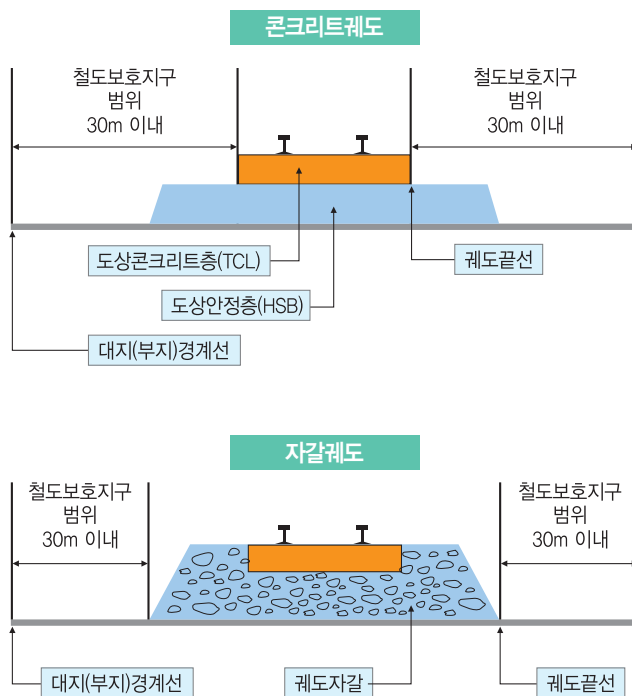 콘크리트궤도
철도보호지구
범위
30m 이내
철도보호지구
범위
30m 이내
도상콘크리트층(TCL)
궤도끝선
도상안정층(HSB)
대지(부지)경계선
자갈궤도
철도보호지구
범위
30m 이내
철도보호지구
범위
30m 이내
대지(부지)경계선
궤도자갈
궤도끝선